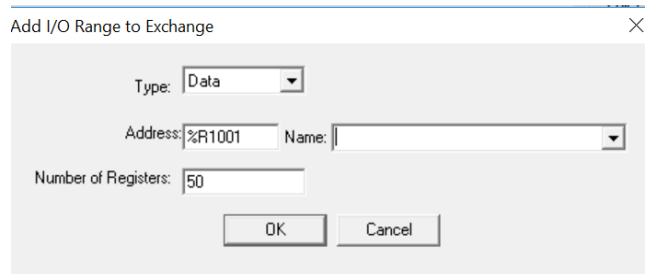 Add I/O Range to Exchange
Type: Data
Address: %R1001 Name:
Number of Registers: 50
OK Cancel